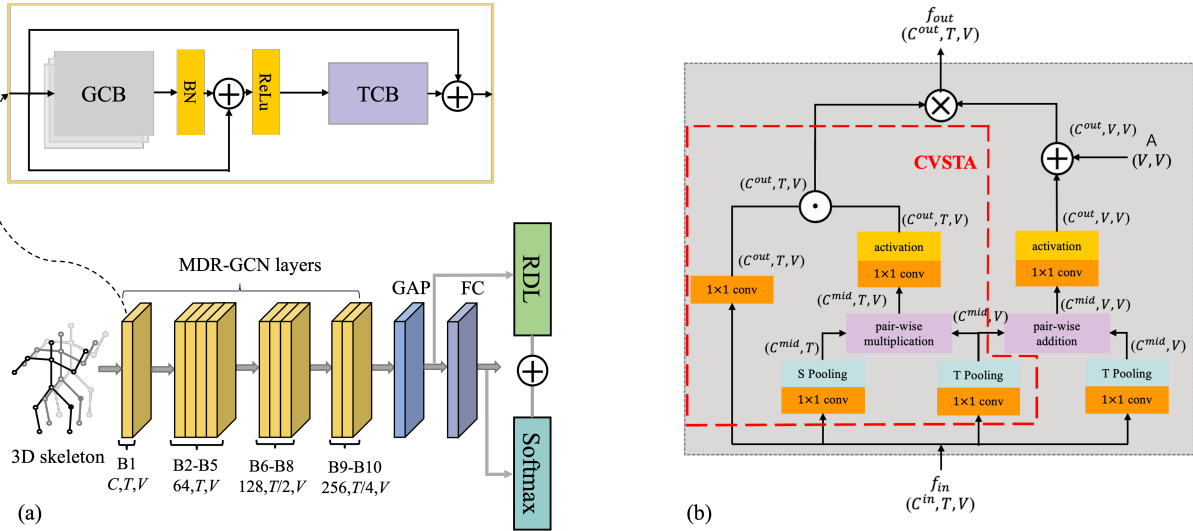 GCB
BN
ReLu
TCB
MDR-GCN layers
GAP
FC
RDL
Softmax
3D skeleton
B1
C,T,V
B2-B5
64,T,V
B6-B8
128,T/2,V
B9-B10
256,T/4,V
(a)
f_out
(C^out, T, V)
(C^out, V, V)
A
(V, V)
CVSTA
(C^out, T, V)
(C^out, T, V)
(C^out, V, V)
activation
1×1 conv
activation
1×1 conv
(C^out, T, V)
1×1 conv
(C^mid, T, V)
(C^mid, V)
(C^mid, V, V)
pair-wise
multiplication
pair-wise
addition
(C^mid, T)
(C^mid, V)
S Pooling
1×1 conv
T Pooling
1×1 conv
T Pooling
1×1 conv
f_in
(C^in, T, V)
(b)